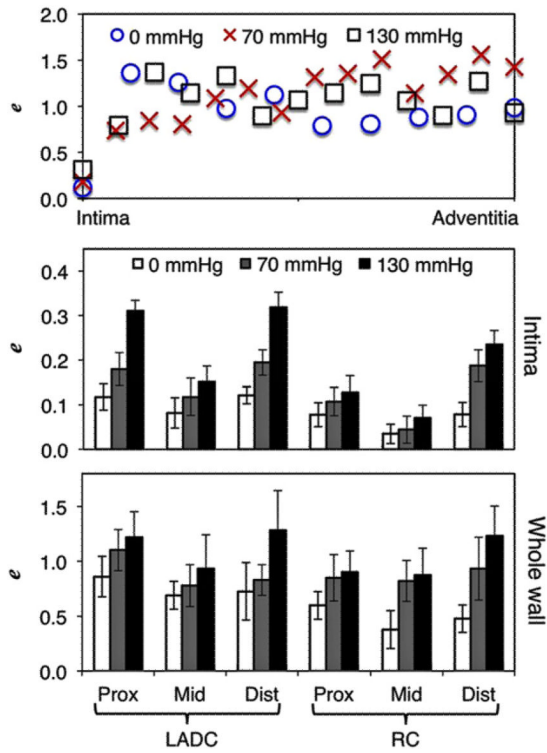 2.0
0 mmHg 70 mmHg 130 mmHg
1.5
1.0
0.5
0.0
e
Intima Adventitia
0 mmHg 70 mmHg 130 mmHg
0.4
0.3
0.2
0.1
0.0
e
Intima
1.5
1.0
0.5
0.0
e
Whole wall
Prox Mid Dist Prox Mid Dist
LADC RC